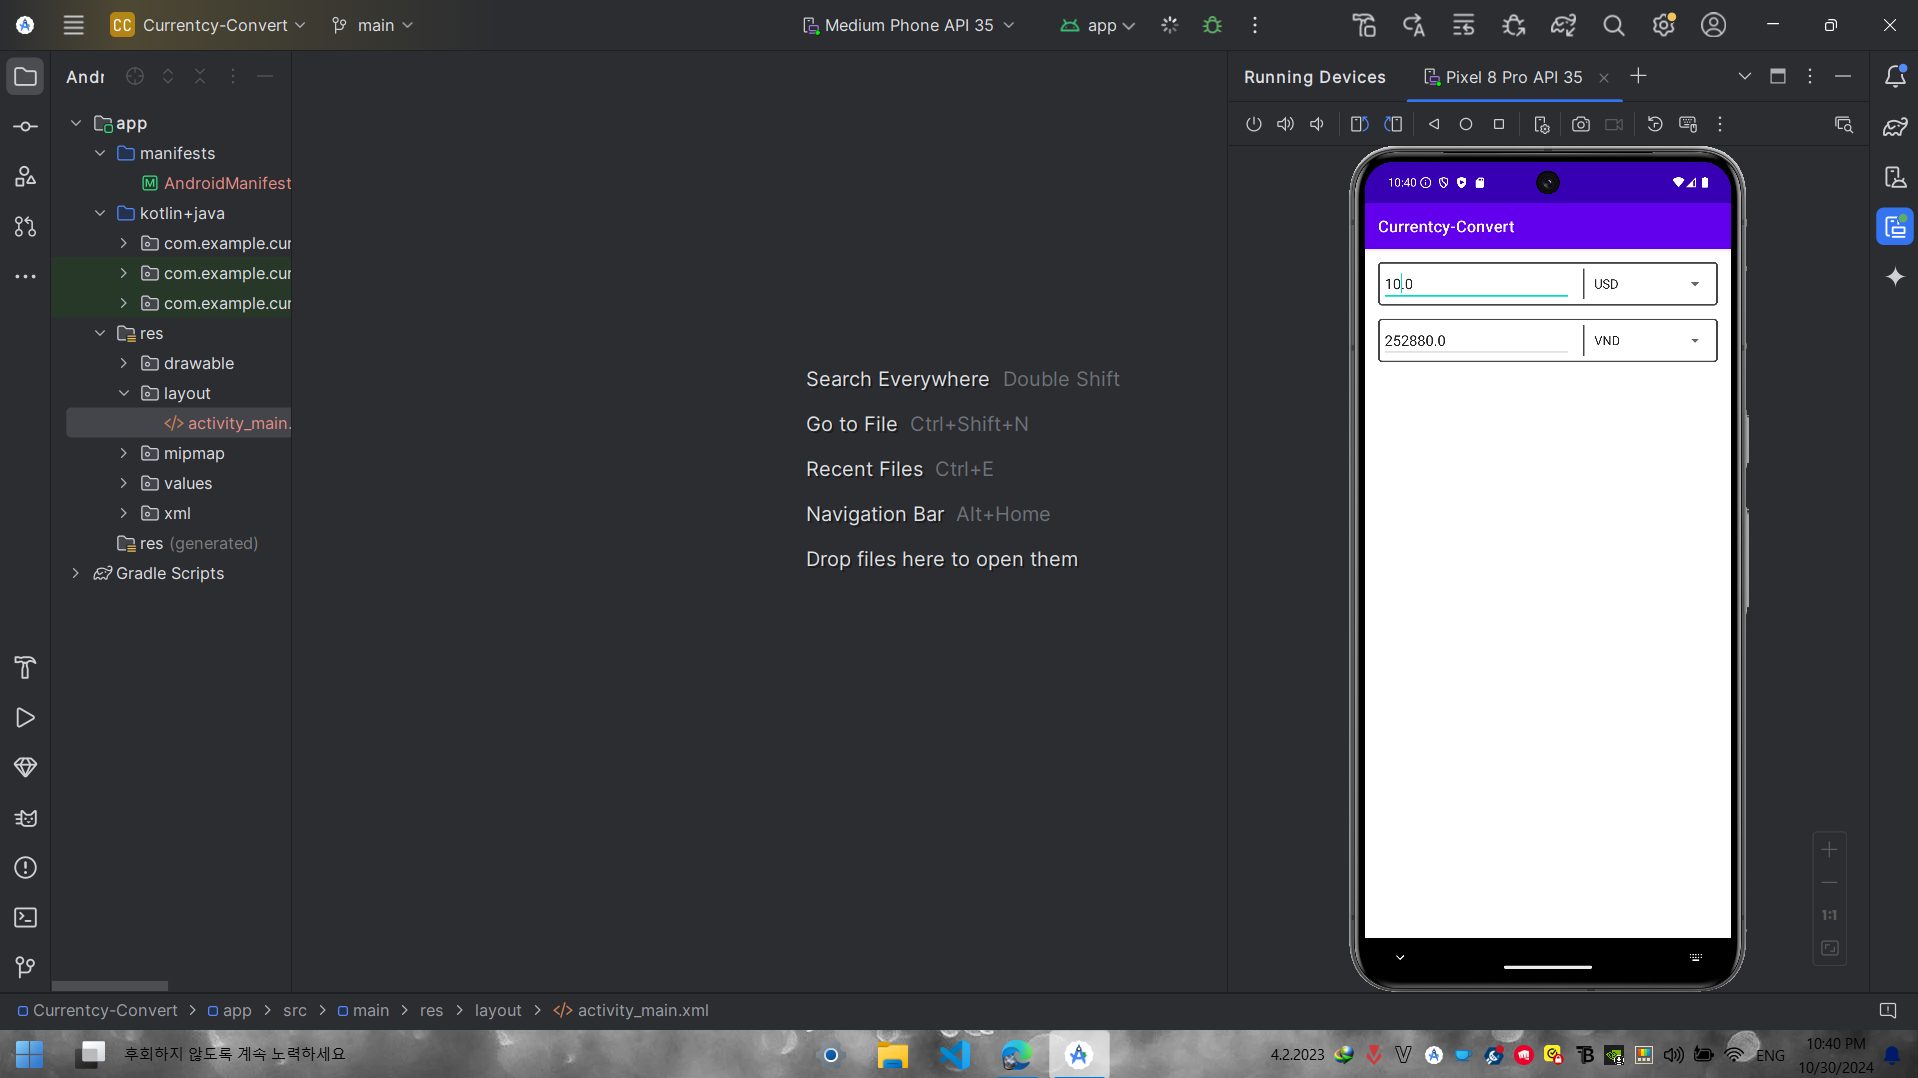 CC Currentcy-Convert main Medium Phone API 35 app
Andr
app
manifests
M AndroidManifest
kotlin+java
com.example.cur
com.example.cur
com.example.cur
res
drawable
layout
</> activity_main.
mipmap
values
xml
res (generated)
Gradle Scripts
Search Everywhere Double Shift
Go to File Ctrl+Shift+N
Recent Files Ctrl+E
Navigation Bar Alt+Home
Drop files here to open them
Running Devices Pixel 8 Pro API 35
10:40
Currentcy-Convert
10.0 USD
252880.0 VND
1:1
Currentcy-Convert > app > src > main > res > layout > </> activity_main.xml
후회하지 않도록 계속 노력하세요
4.2.2023
ENG
10:40 PM
10/30/2024